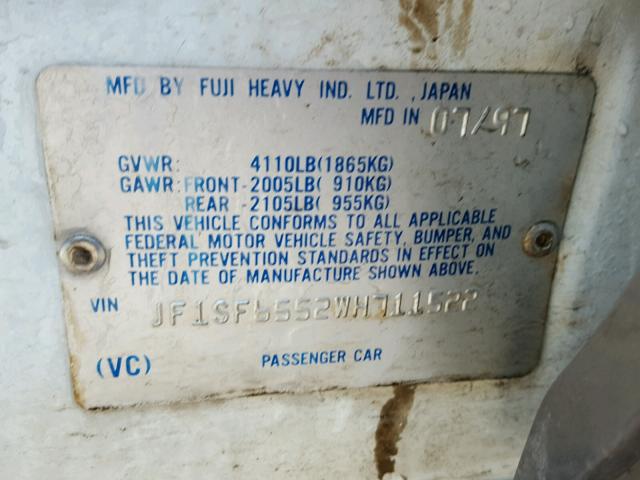 MFD BY FUJI HEAVY IND. LTD. , JAPAN
MFD IN 07/97
GVWR: 4110LB(1865KG)
GAWR: FRONT-2005LB( 910KG)
REAR -2105LB( 955KG)
THIS VEHICLE CONFORMS TO ALL APPLICABLE
FEDERAL MOTOR VEHICLE SAFETY, BUMPER, AND
THEFT PREVENTION STANDARDS IN EFFECT ON
THE DATE OF MANUFACTURE SHOWN ABOVE.
VIN JF1SF6552WH711522
(VC) PASSENGER CAR